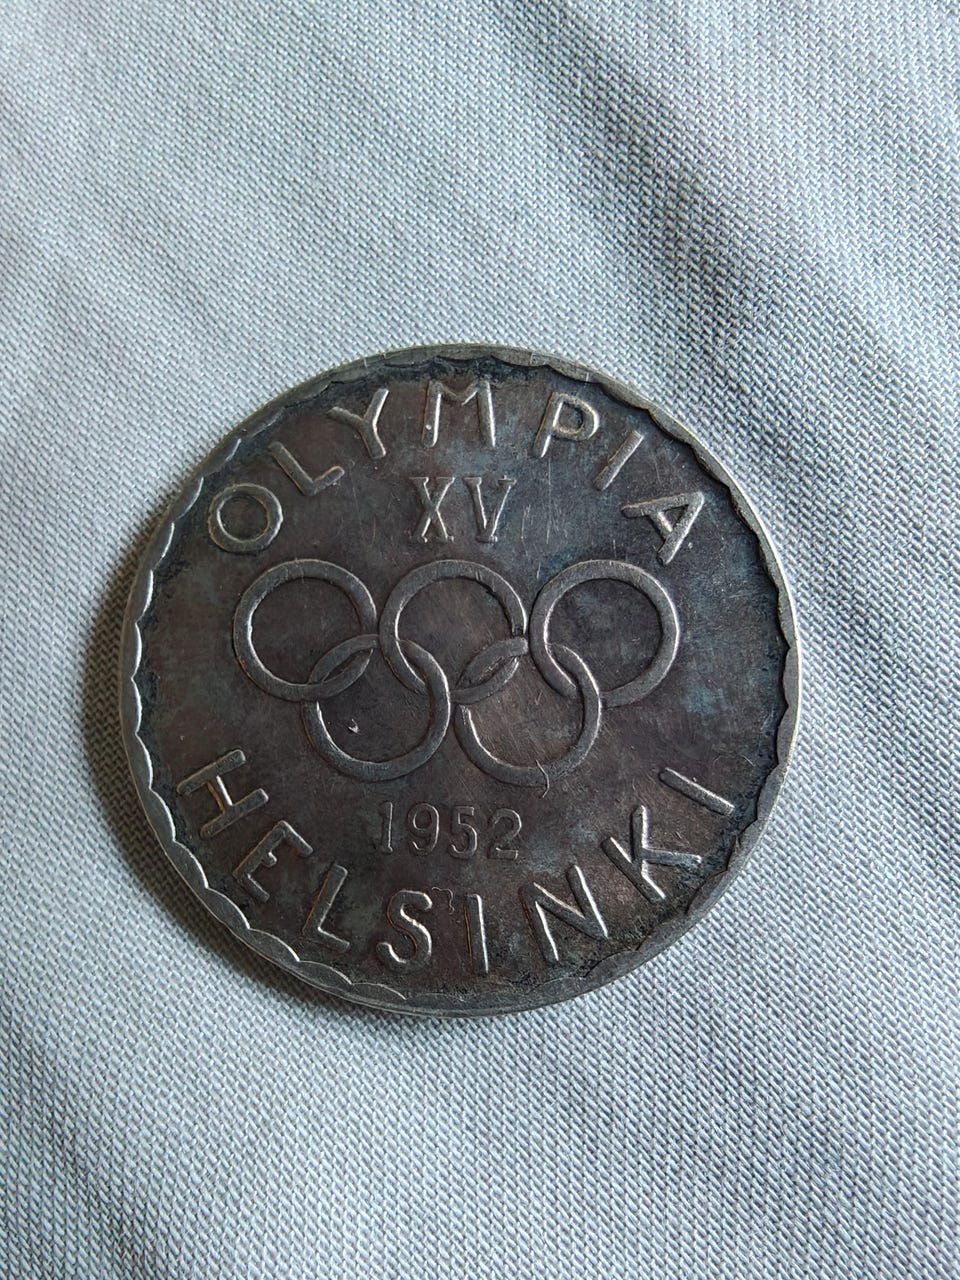 OLYMPIA
XV
1952
HELSINKI